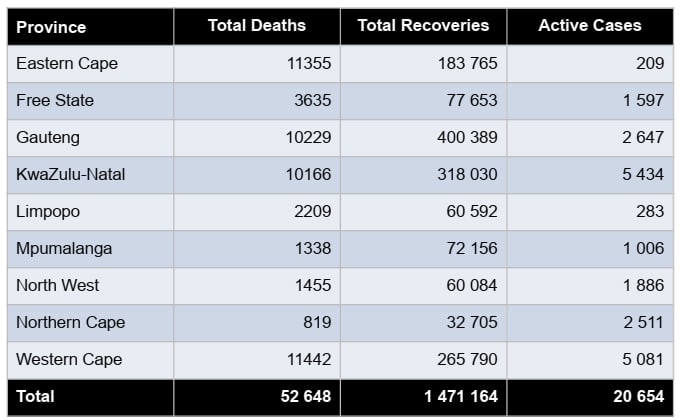 Province Total Deaths Total Recoveries Active Cases
Eastern Cape 11355 183 765 209
Free State 3635 77 653 1 597
Gauteng 10229 400 389 2 647
KwaZulu-Natal 10166 318 030 5 434
Limpopo 2209 60 592 283
Mpumalanga 1338 72 156 1 006
North West 1455 60 084 1 886
Northern Cape 819 32 705 2 511
Western Cape 11442 265 790 5 081
Total 52 648 1 471 164 20 654